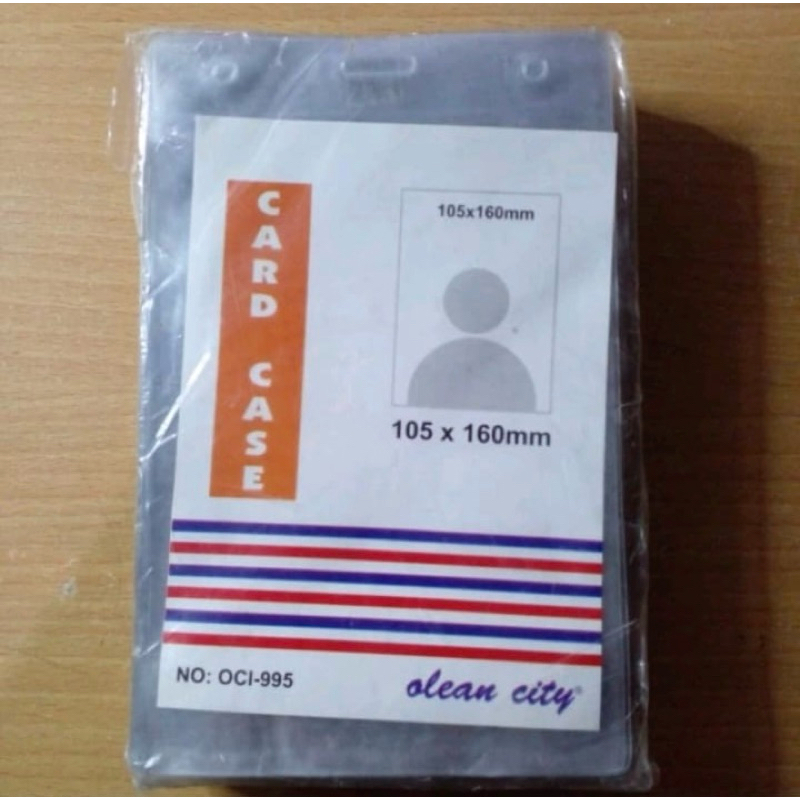 CARD CASE
105x160mm
105 x 160mm
NO: OCI-995
olean city®